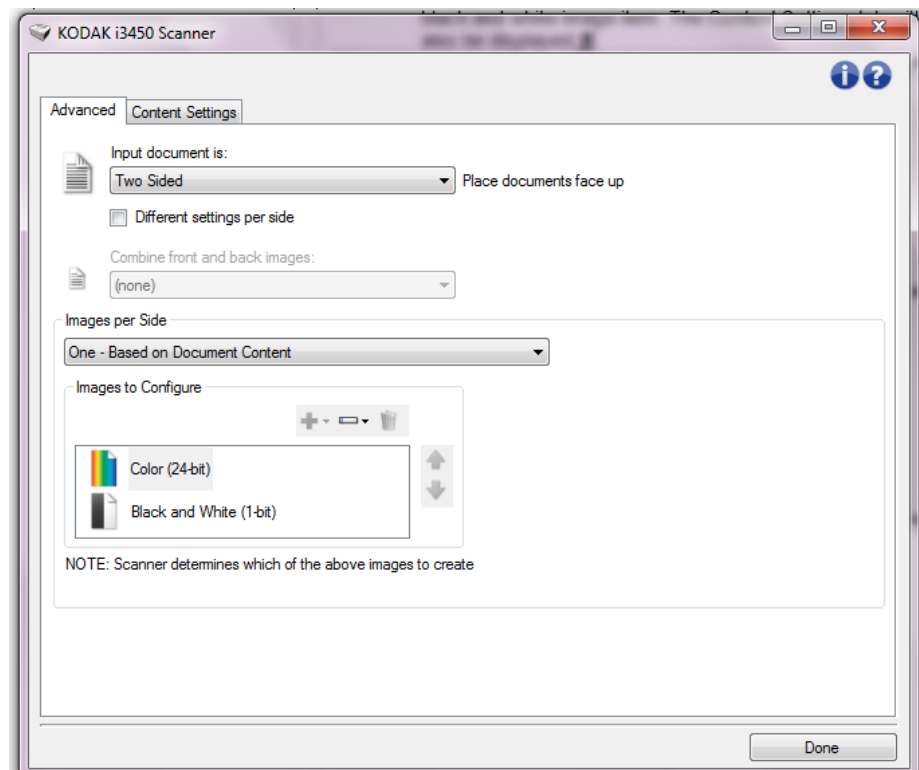 KODAK i3450 Scanner
Advanced
Content Settings
Input document is:
Two Sided
Place documents face up
Different settings per side
Combine front and back images:
(none)
Images per Side
One - Based on Document Content
Images to Configure
Color (24-bit)
Black and White (1-bit)
NOTE: Scanner determines which of the above images to create
Done